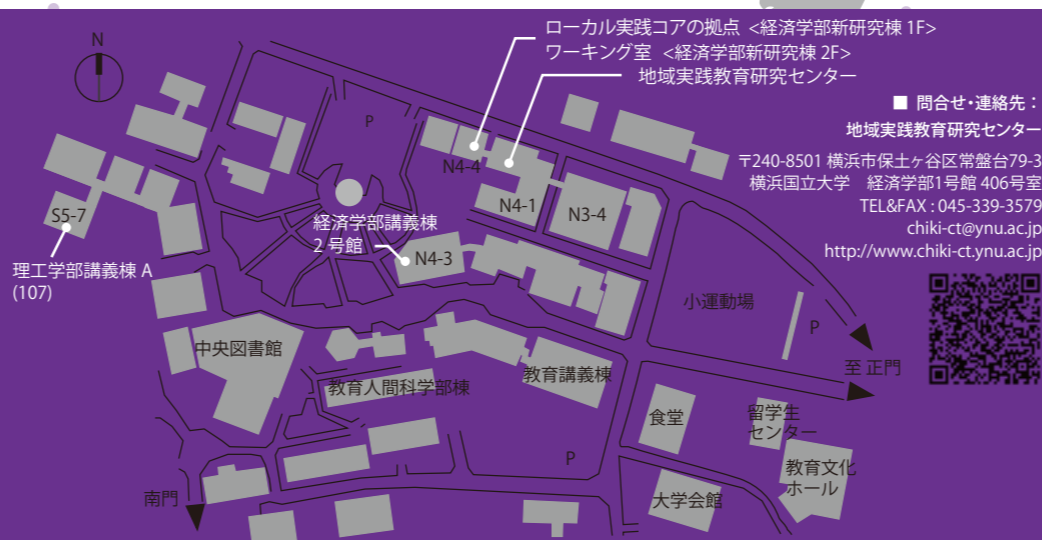 ローカル実践コアの拠点 <経済学部新研究棟 1F>
ワーキング室 <経済学部新研究棟 2F>
地域実践教育研究センター
N
P
■ 問合せ・連絡先：
地域実践教育研究センター
〒240-8501 横浜市保土ヶ谷区常盤台79-3
横浜国立大学 経済学部1号館 406号室
TEL&FAX : 045-339-3579
chiki-ct@ynu.ac.jp
http://www.chiki-ct.ynu.ac.jp
N4-4
N4-1
N3-4
S5-7
経済学部講義棟
2 号館
N4-3
理工学部講義棟 A
(107)
小運動場
P
至 正門
中央図書館
教育人間科学部棟
教育講義棟
食堂
留学生
センター
P
教育文化
ホール
大学会館
南門